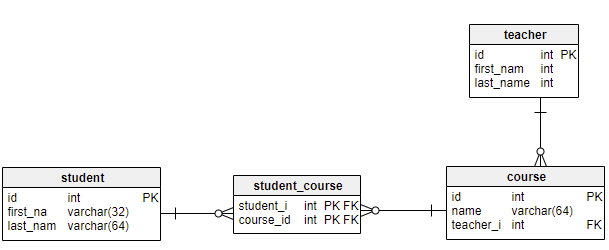 teacher
id int PK
first_nam int
last_name int
student
id int PK
first_na varchar(32)
last_nam varchar(64)
student_course
student_i int PK FK
course_id int PK FK
course
id int PK
name varchar(64)
teacher_i int FK